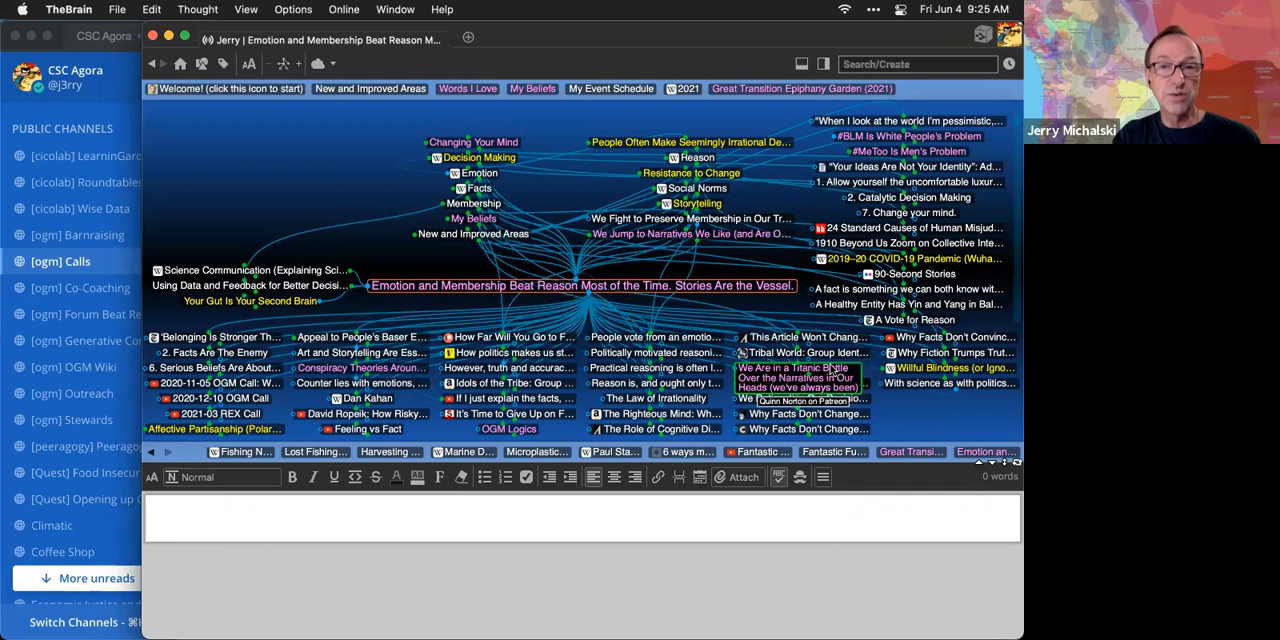 TheBrain File Edit Thought View Options Online Window Help
Fri Jun 4 9:25 AM
CSC Agora
Jerry | Emotion and Membership Beat Reason M...
CSC Agora
@j3rry
AA
Search/Create
Welcome! (click this icon to start) New and Improved Areas Words I Love My Beliefs My Event Schedule 2021 Great Transition Epiphany Garden (2021)
PUBLIC CHANNELS
[cicolab] LearninGard
[cicolab] Roundtables
[cicolab] Wise Data
[ogm] Barnraising
[ogm] Calls
[ogm] Co-Coaching
[ogm] Forum Beat Re
[ogm] Generative Co
[ogm] OGM Wiki
[ogm] Outreach
[ogm] Stewards
[peeragogy] Peerago
[Quest] Food Insecur
[Quest] Opening up
Climatic
Coffee Shop
More unreads
Switch Channels -
Changing Your Mind
Decision Making
Emotion
Facts
Membership
My Beliefs
New and Improved Areas
People Often Make Seemingly Irrational De...
Reason
Resistance to Change
Social Norms
Storytelling
We Fight to Preserve Membership in Our Tr...
We Jump to Narratives We Like (and Are O...
"When I look at the world I'm pessimistic,...
#BLM Is White People's Problem
#MeToo Is Men's Problem
"Your Ideas Are Not Your Identity": Ad...
1. Allow yourself the uncomfortable luxur...
2. Catalytic Decision Making
7. Change your mind.
24 Standard Causes of Human Misjud...
1910 Beyond Us Zoom on Collective Inte...
2019–20 COVID-19 Pandemic (Wuha...
90-Second Stories
A fact is something we can both know wit...
A Healthy Entity Has Yin and Yang in Bal...
A Vote for Reason
Science Communication (Explaining Sci...
Using Data and Feedback for Better Decisi...
Your Gut Is Your Second Brain
Emotion and Membership Beat Reason Most of the Time. Stories Are the Vessel.
'Belonging Is Stronger Th...
2. Facts Are The Enemy
6. Serious Beliefs Are About...
2020-11-05 OGM Call: W...
2020-12-10 OGM Call
2021-03 REX Call
Affective Partisanship (Polar...
Appeal to People's Baser E...
Art and Storytelling Are Ess...
Conspiracy Theories Aroun...
Counter lies with emotions, ...
Dan Kahan
David Ropeik: How Risky...
Feeling vs Fact
How Far Will You Go to F...
How politics makes us st...
However, truth and accurac...
Idols of the Tribe: Group ...
If I just explain the facts, ...
It's Time to Give Up on F...
OGM Logics
People vote from an emotio...
Politically motivated reasoni...
Practical reasoning is often l...
Reason is, and ought only t...
The Law of Irrationality
The Righteous Mind: Wh...
The Role of Cognitive Di...
This Article Won't Chang...
Tribal World: Group Ident...
We Are in a Titanic Battle
Over the Narratives in Our
Heads (we've always been)
Quinn Norton on Patreon
Why Facts Don't Change...
Why Facts Don't Change...
Why Facts Don't Convinc...
Why Fiction Trumps Trut...
Willful Blindness (or Igno...
With science as with politics...
Fishing N... Lost Fishing... Harvesting ... Marine D... Microplastic... Paul Sta... 6 ways m... Fantastic ... Fantastic Fu... Great Transi... Emotion an...
AA N Normal B I U S A AB F Attach ABC 0 words
Jerry Michalski